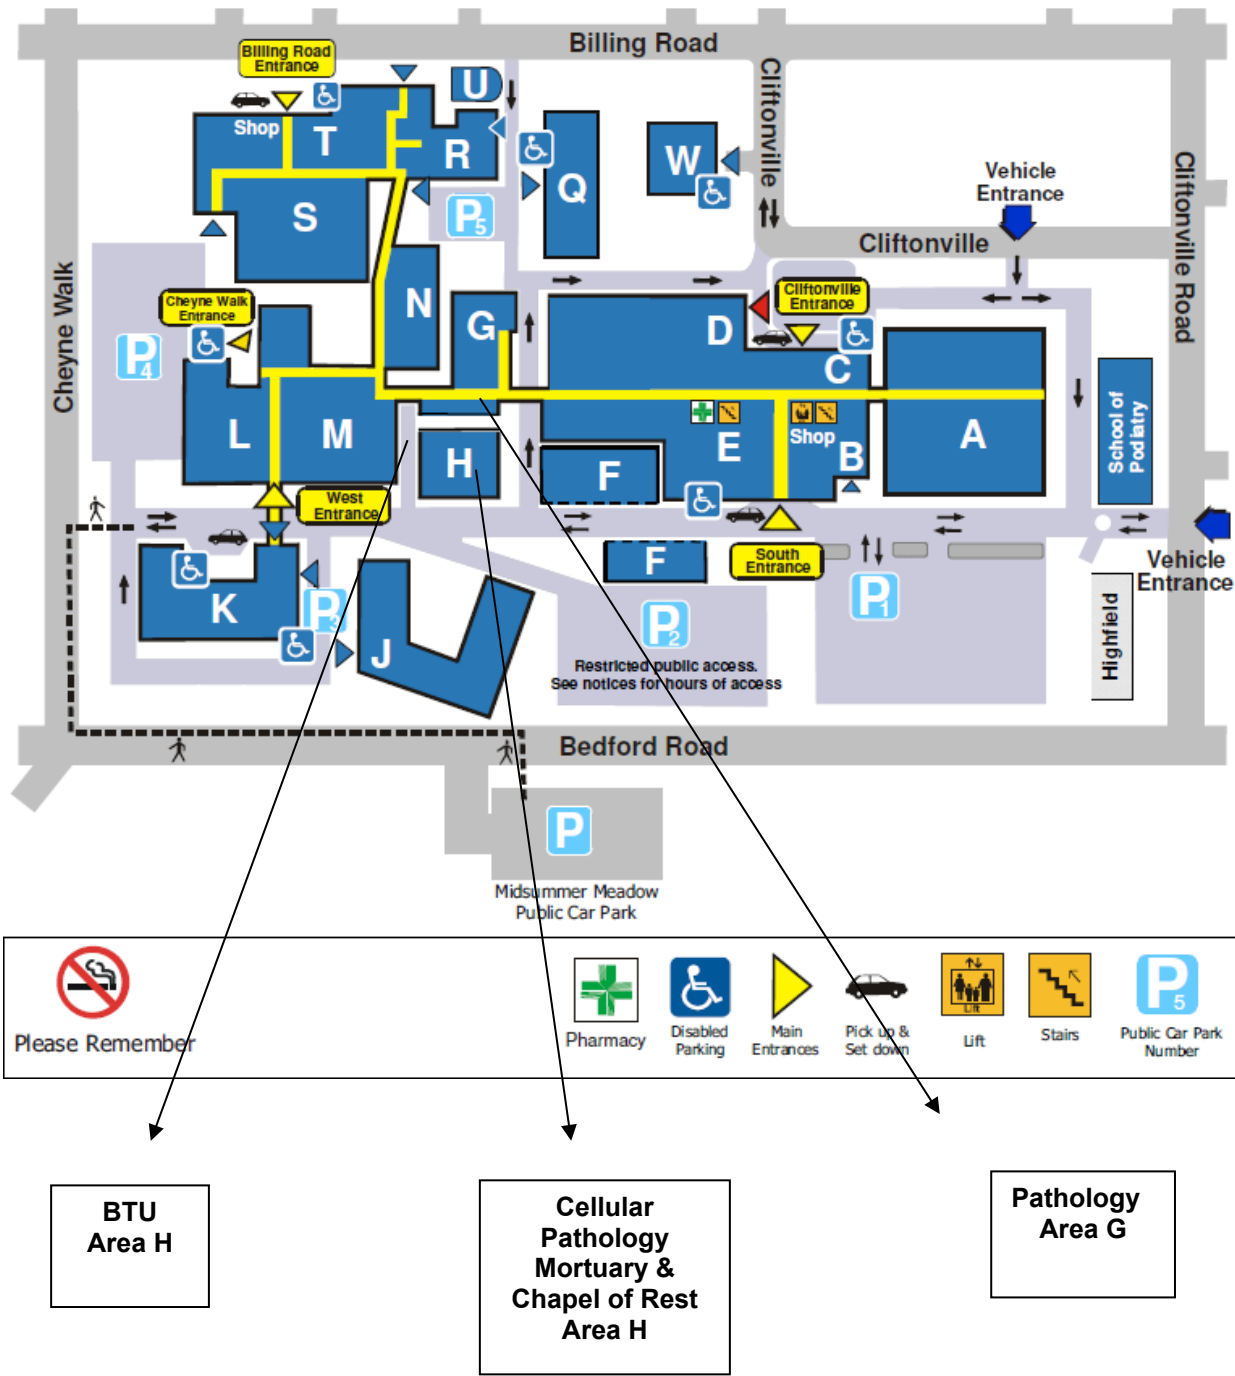 Billing Road
Billing Road
Entrance
U
Cliftonville
Shop
T
R
Q
W
Vehicle
Entrance
Cliftonville Road
S
P5
Cliftonville
Cheyne Walk
N
Cheyne Walk
Entrance
G
Cliftonville
Entrance
D
P4
C
L
M
E
Shop
B
A
School of
Podiatry
H
F
West
Entrance
South
Entrance
Vehicle
Entrance
F
K
P3
P2
P1
J
Restricted public access.
See notices for hours of access
Highfield
Bedford Road
P
Midsummer Meadow
Public Car Park
Please Remember
Pharmacy
Disabled
Parking
Main
Entrances
Pick up &
Set down
Lift
Lift
Stairs
P5
Public Car Park
Number
BTU
Area H
Cellular
Pathology
Mortuary &
Chapel of Rest
Area H
Pathology
Area G